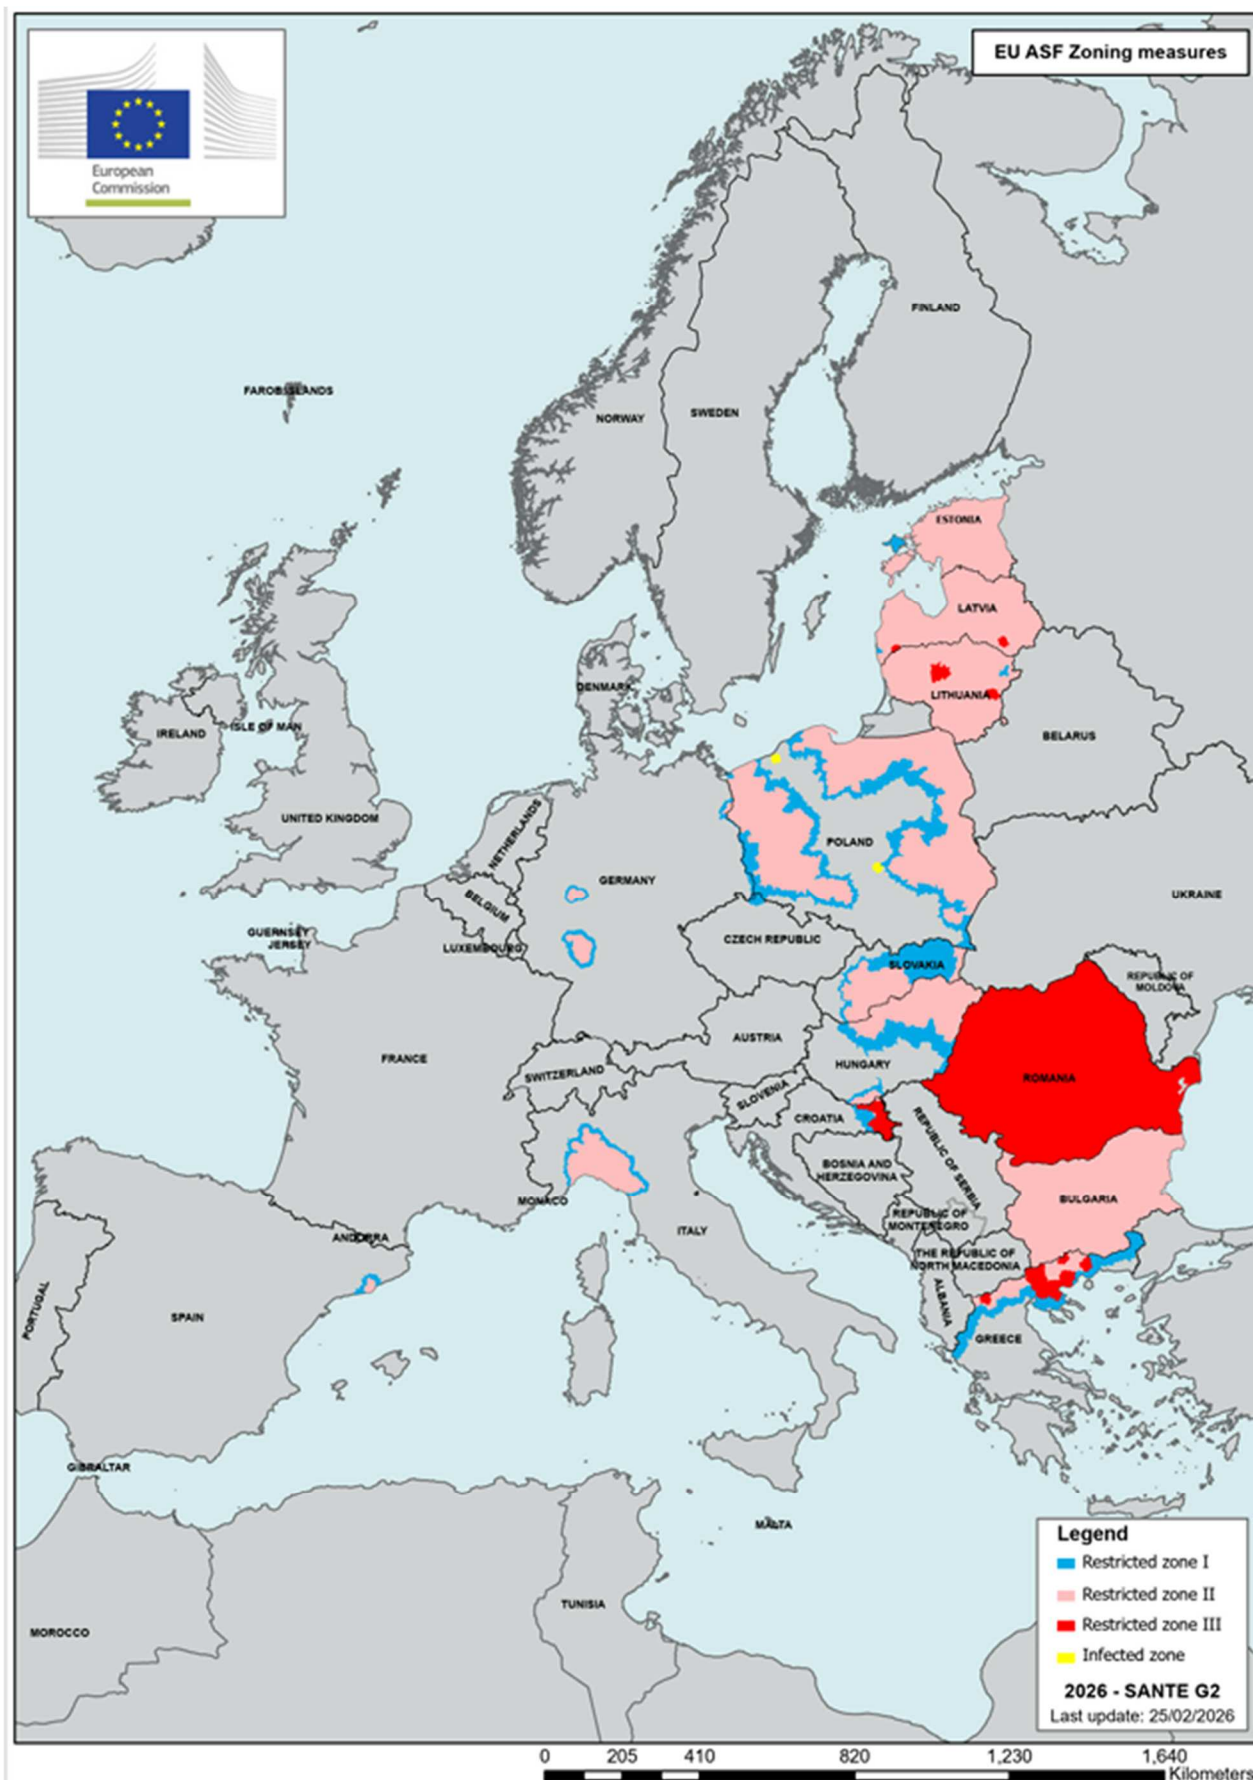 EU ASF Zoning measures
European
Commission
FINLAND
FAROE ISLANDS
NORWAY
SWEDEN
ESTONIA
LATVIA
LITHUANIA
DENMARK
IRELAND
ISLE OF MAN
BELARUS
UNITED KINGDOM
NETHERLANDS
POLAND
GERMANY
BELGIUM
UKRAINE
GUERNSEY
JERSEY
LUXEMBOURG
CZECH REPUBLIC
SLOVAKIA
REPUBLIC OF
MOLDOVA
AUSTRIA
FRANCE
HUNGARY
SWITZERLAND
ROMANIA
SLOVENIA
CROATIA
REPUBLIC OF SERBIA
BOSNIA AND
HERZEGOVINA
MONACO
BULGARIA
REPUBLIC OF
MONTENEGRO
ITALY
ANDORRA
THE REPUBLIC OF
NORTH MACEDONIA
ALBANIA
PORTUGAL
SPAIN
GREECE
GIBRALTAR
MALTA
TUNISIA
MOROCCO
Legend
Restricted zone I
Restricted zone II
Restricted zone III
Infected zone
2026 - SANTE G2
Last update: 25/02/2026
0 205 410 820 1,230 1,640
Kilometers